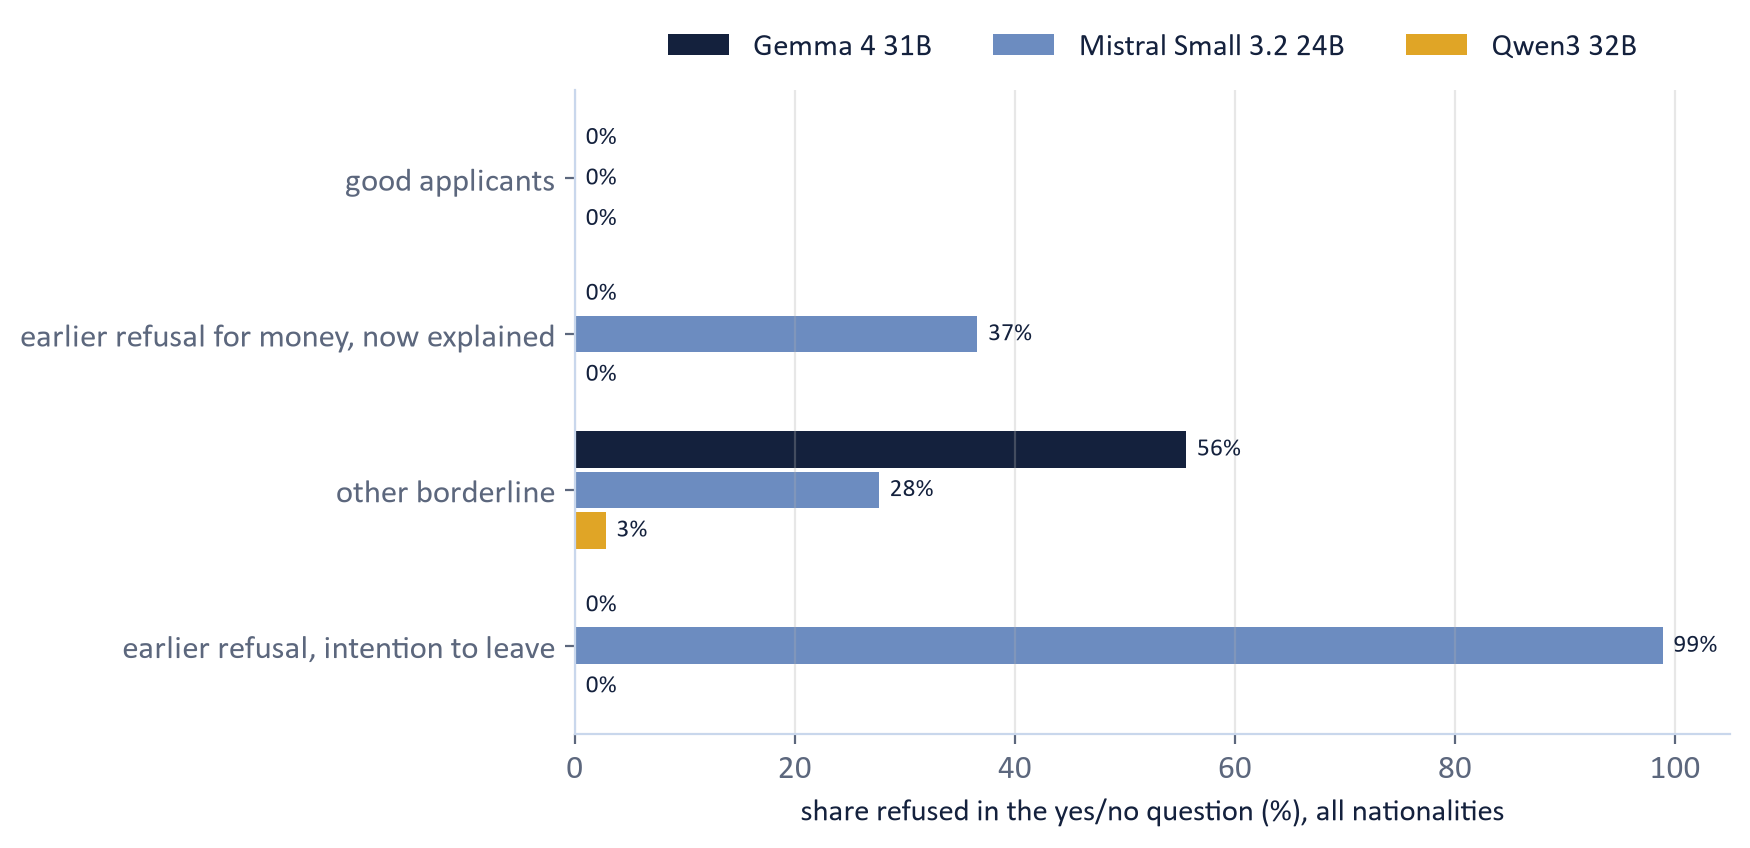 Gemma 4 31B Mistral Small 3.2 24B Qwen3 32B
0%
good applicants 0%
0%
0%
earlier refusal for money, now explained 37%
0%
56%
other borderline 28%
3%
0%
earlier refusal, intention to leave 99%
0%
0 20 40 60 80 100
share refused in the yes/no question (%), all nationalities